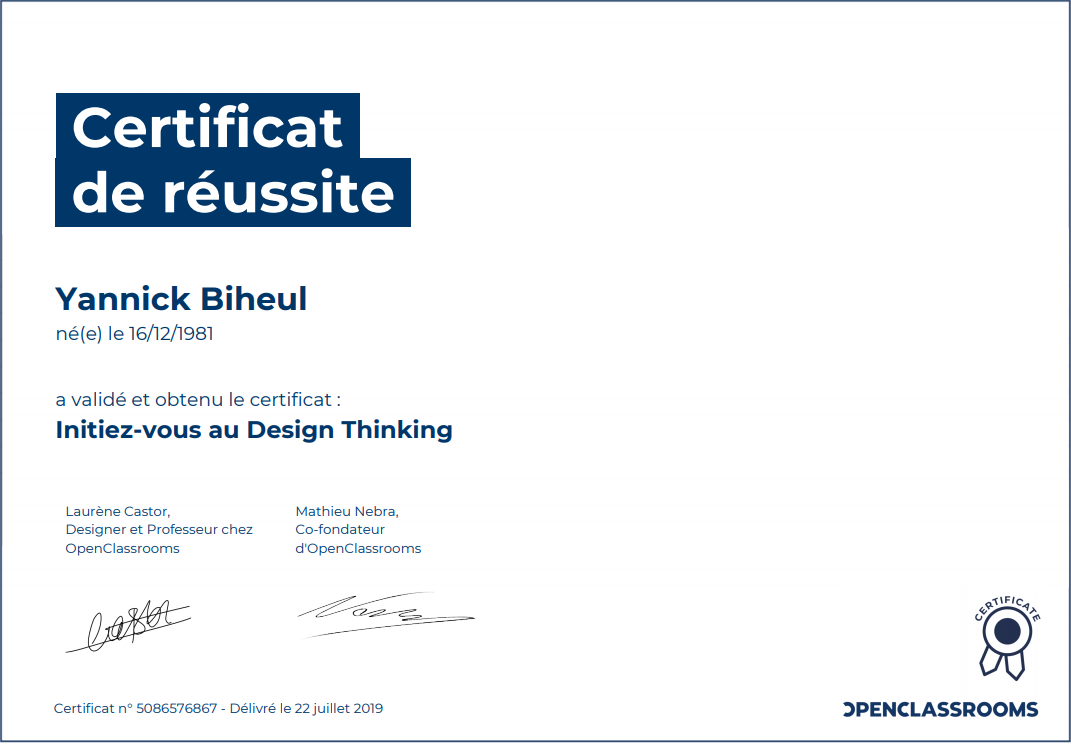 Certificat
de réussite
Yannick Biheul
né(e) le 16/12/1981
a validé et obtenu le certificat :
Initiez-vous au Design Thinking
Laurène Castor,
Designer et Professeur chez
OpenClassrooms
Mathieu Nebra,
Co-fondateur
d'OpenClassrooms
CERTIFICATE
Certificat n° 5086576867 - Délivré le 22 juillet 2019
OPENCLASSROOMS